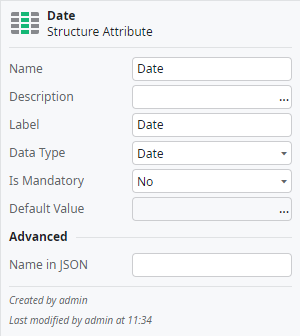 Date
Structure Attribute
Name Date
Description ...
Label Date
Data Type Date
Is Mandatory No
Default Value ...
Advanced
Name in JSON
Created by admin
Last modified by admin at 11:34